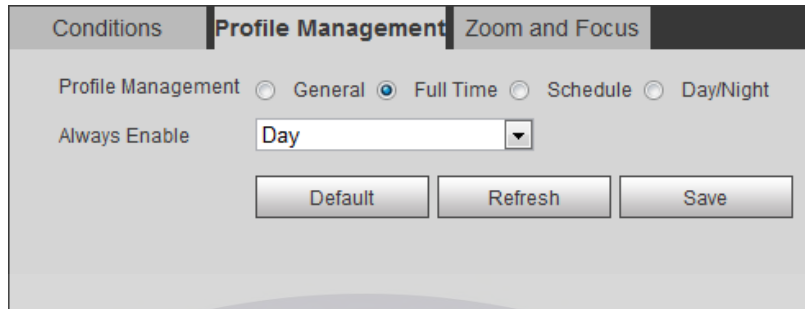 Conditions Profile Management Zoom and Focus
Profile Management General Full Time Schedule Day/Night
Always Enable Day
Default Refresh Save